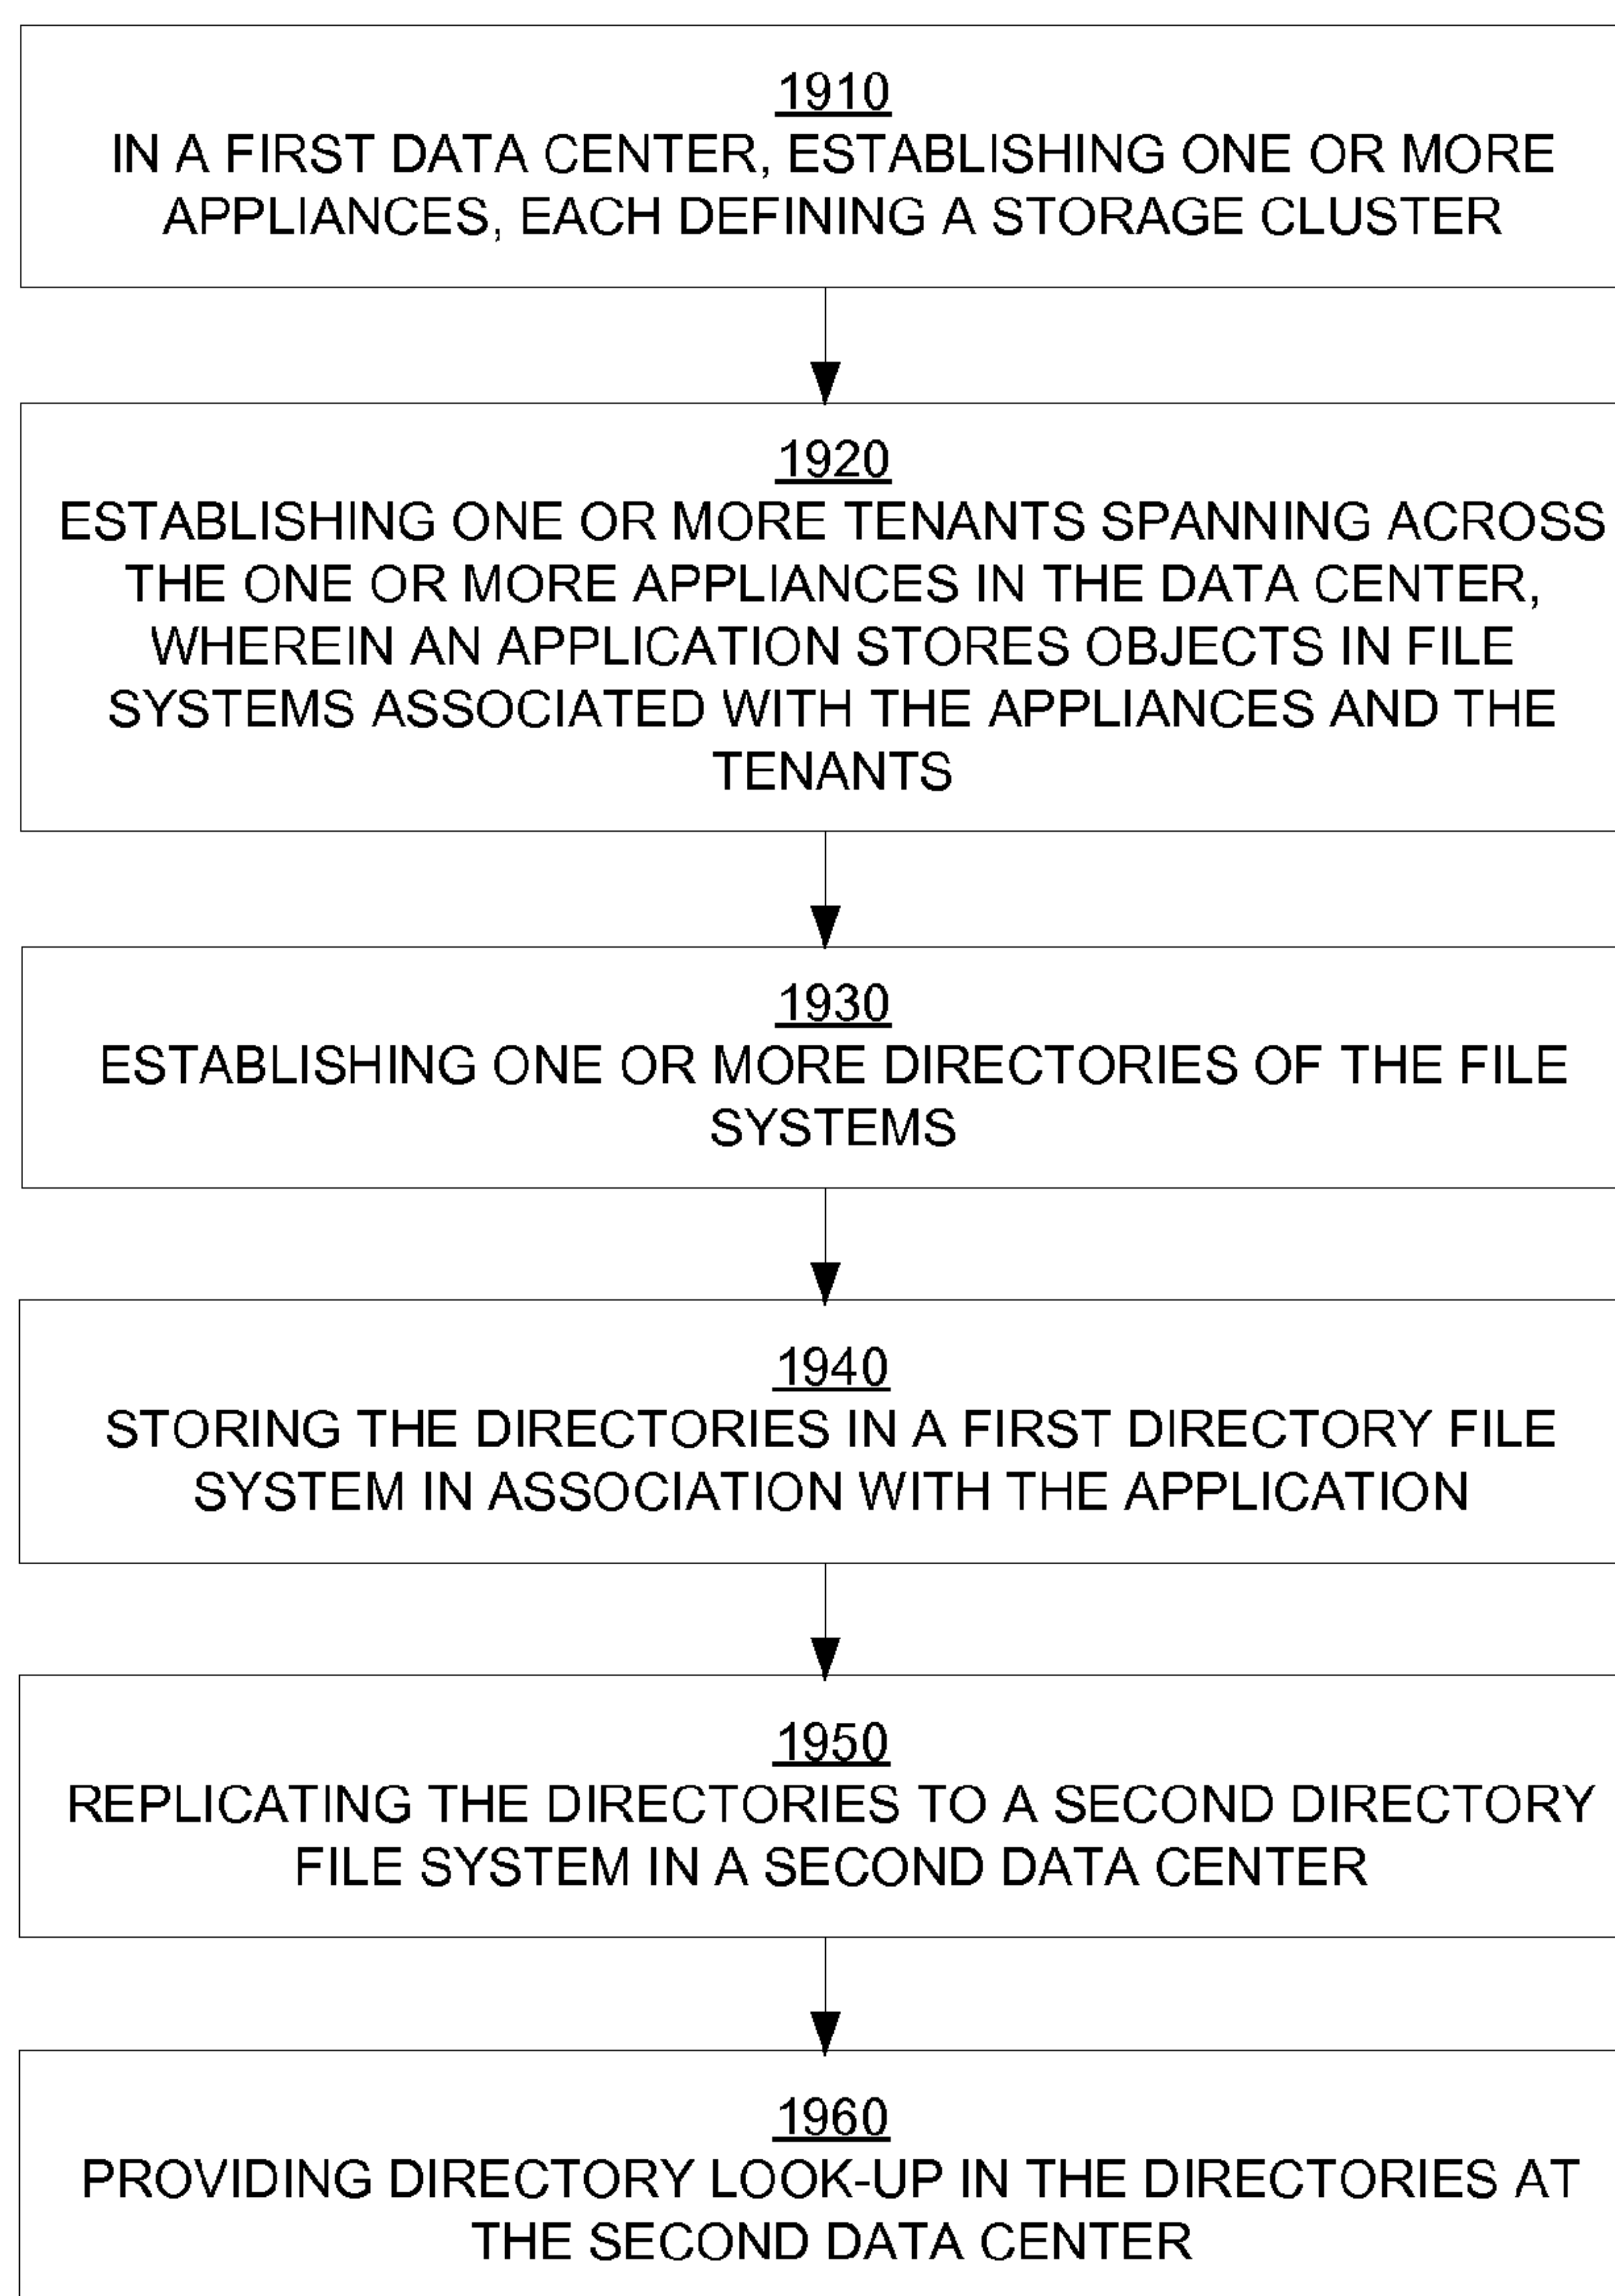 1910
IN A FIRST DATA CENTER, ESTABLISHING ONE OR MORE
APPLIANCES, EACH DEFINING A STORAGE CLUSTER
1920
ESTABLISHING ONE OR MORE TENANTS SPANNING ACROSS
THE ONE OR MORE APPLIANCES IN THE DATA CENTER,
WHEREIN AN APPLICATION STORES OBJECTS IN FILE
SYSTEMS ASSOCIATED WITH THE APPLIANCES AND THE
TENANTS
1930
ESTABLISHING ONE OR MORE DIRECTORIES OF THE FILE
SYSTEMS
1940
STORING THE DIRECTORIES IN A FIRST DIRECTORY FILE
SYSTEM IN ASSOCIATION WITH THE APPLICATION
1950
REPLICATING THE DIRECTORIES TO A SECOND DIRECTORY
FILE SYSTEM IN A SECOND DATA CENTER
1960
PROVIDING DIRECTORY LOOK-UP IN THE DIRECTORIES AT
THE SECOND DATA CENTER